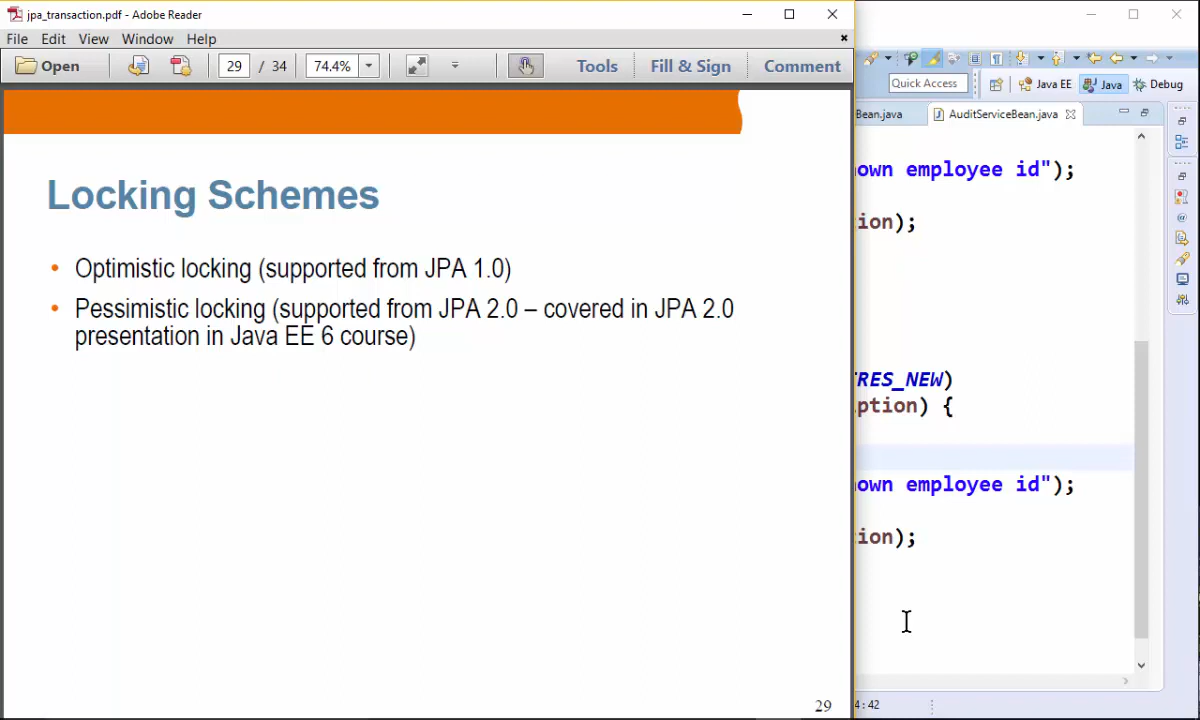 jpa_transaction.pdf - Adobe Reader
File Edit View Window Help
Open 29 / 34 74.4% Tools Fill & Sign Comment
Locking Schemes
• Optimistic locking (supported from JPA 1.0)
• Pessimistic locking (supported from JPA 2.0 – covered in JPA 2.0
presentation in Java EE 6 course)
29
Quick Access Java EE Java Debug
Bean.java AuditServiceBean.java
own employee id");
ion);
RES_NEW)
ption) {
own employee id");
ion);
4:42